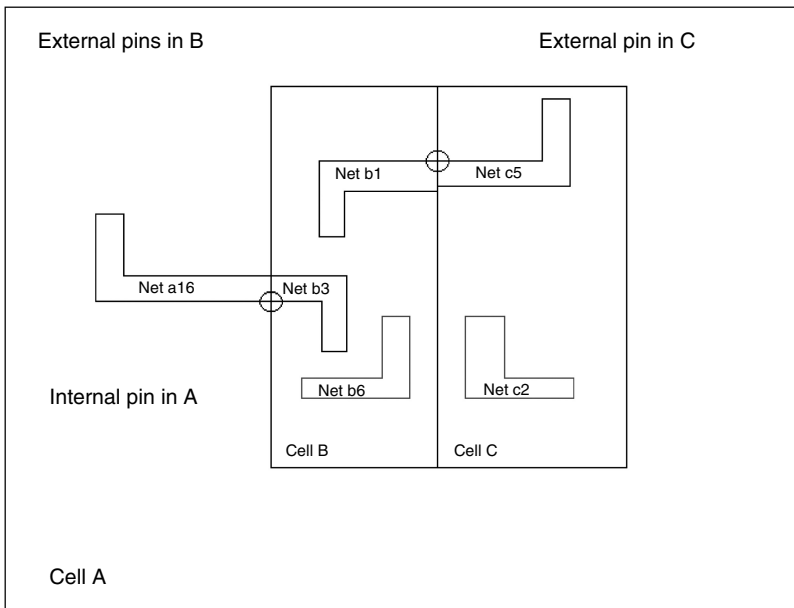 External pins in B
External pin in C
Net b1
Net c5
Net a16
Net b3
Internal pin in A
Net b6
Net c2
Cell B
Cell C
Cell A